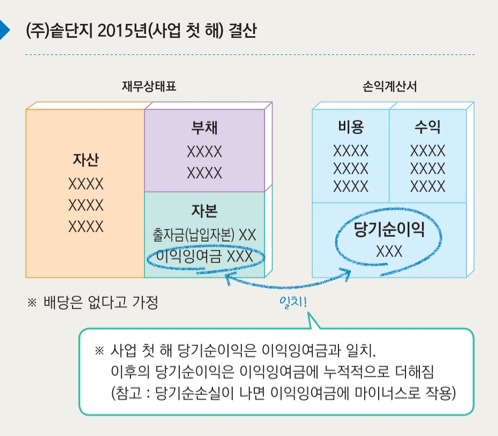 (주)솥단지 2015년(사업 첫 해) 결산
재무상태표
손익계산서
자산
XXXX
XXXX
XXXX
부채
XXXX
XXXX
자본
출자금(납입자본) XX
이익잉여금 XXX
비용
XXXX
XXXX
XXXX
수익
XXXX
XXXX
XXXX
당기순이익
XXX
※ 배당은 없다고 가정
일치!
※ 사업 첫 해 당기순이익은 이익잉여금과 일치.
이후의 당기순이익은 이익잉여금에 누적적으로 더해짐
(참고 : 당기순손실이 나면 이익잉여금에 마이너스로 작용)